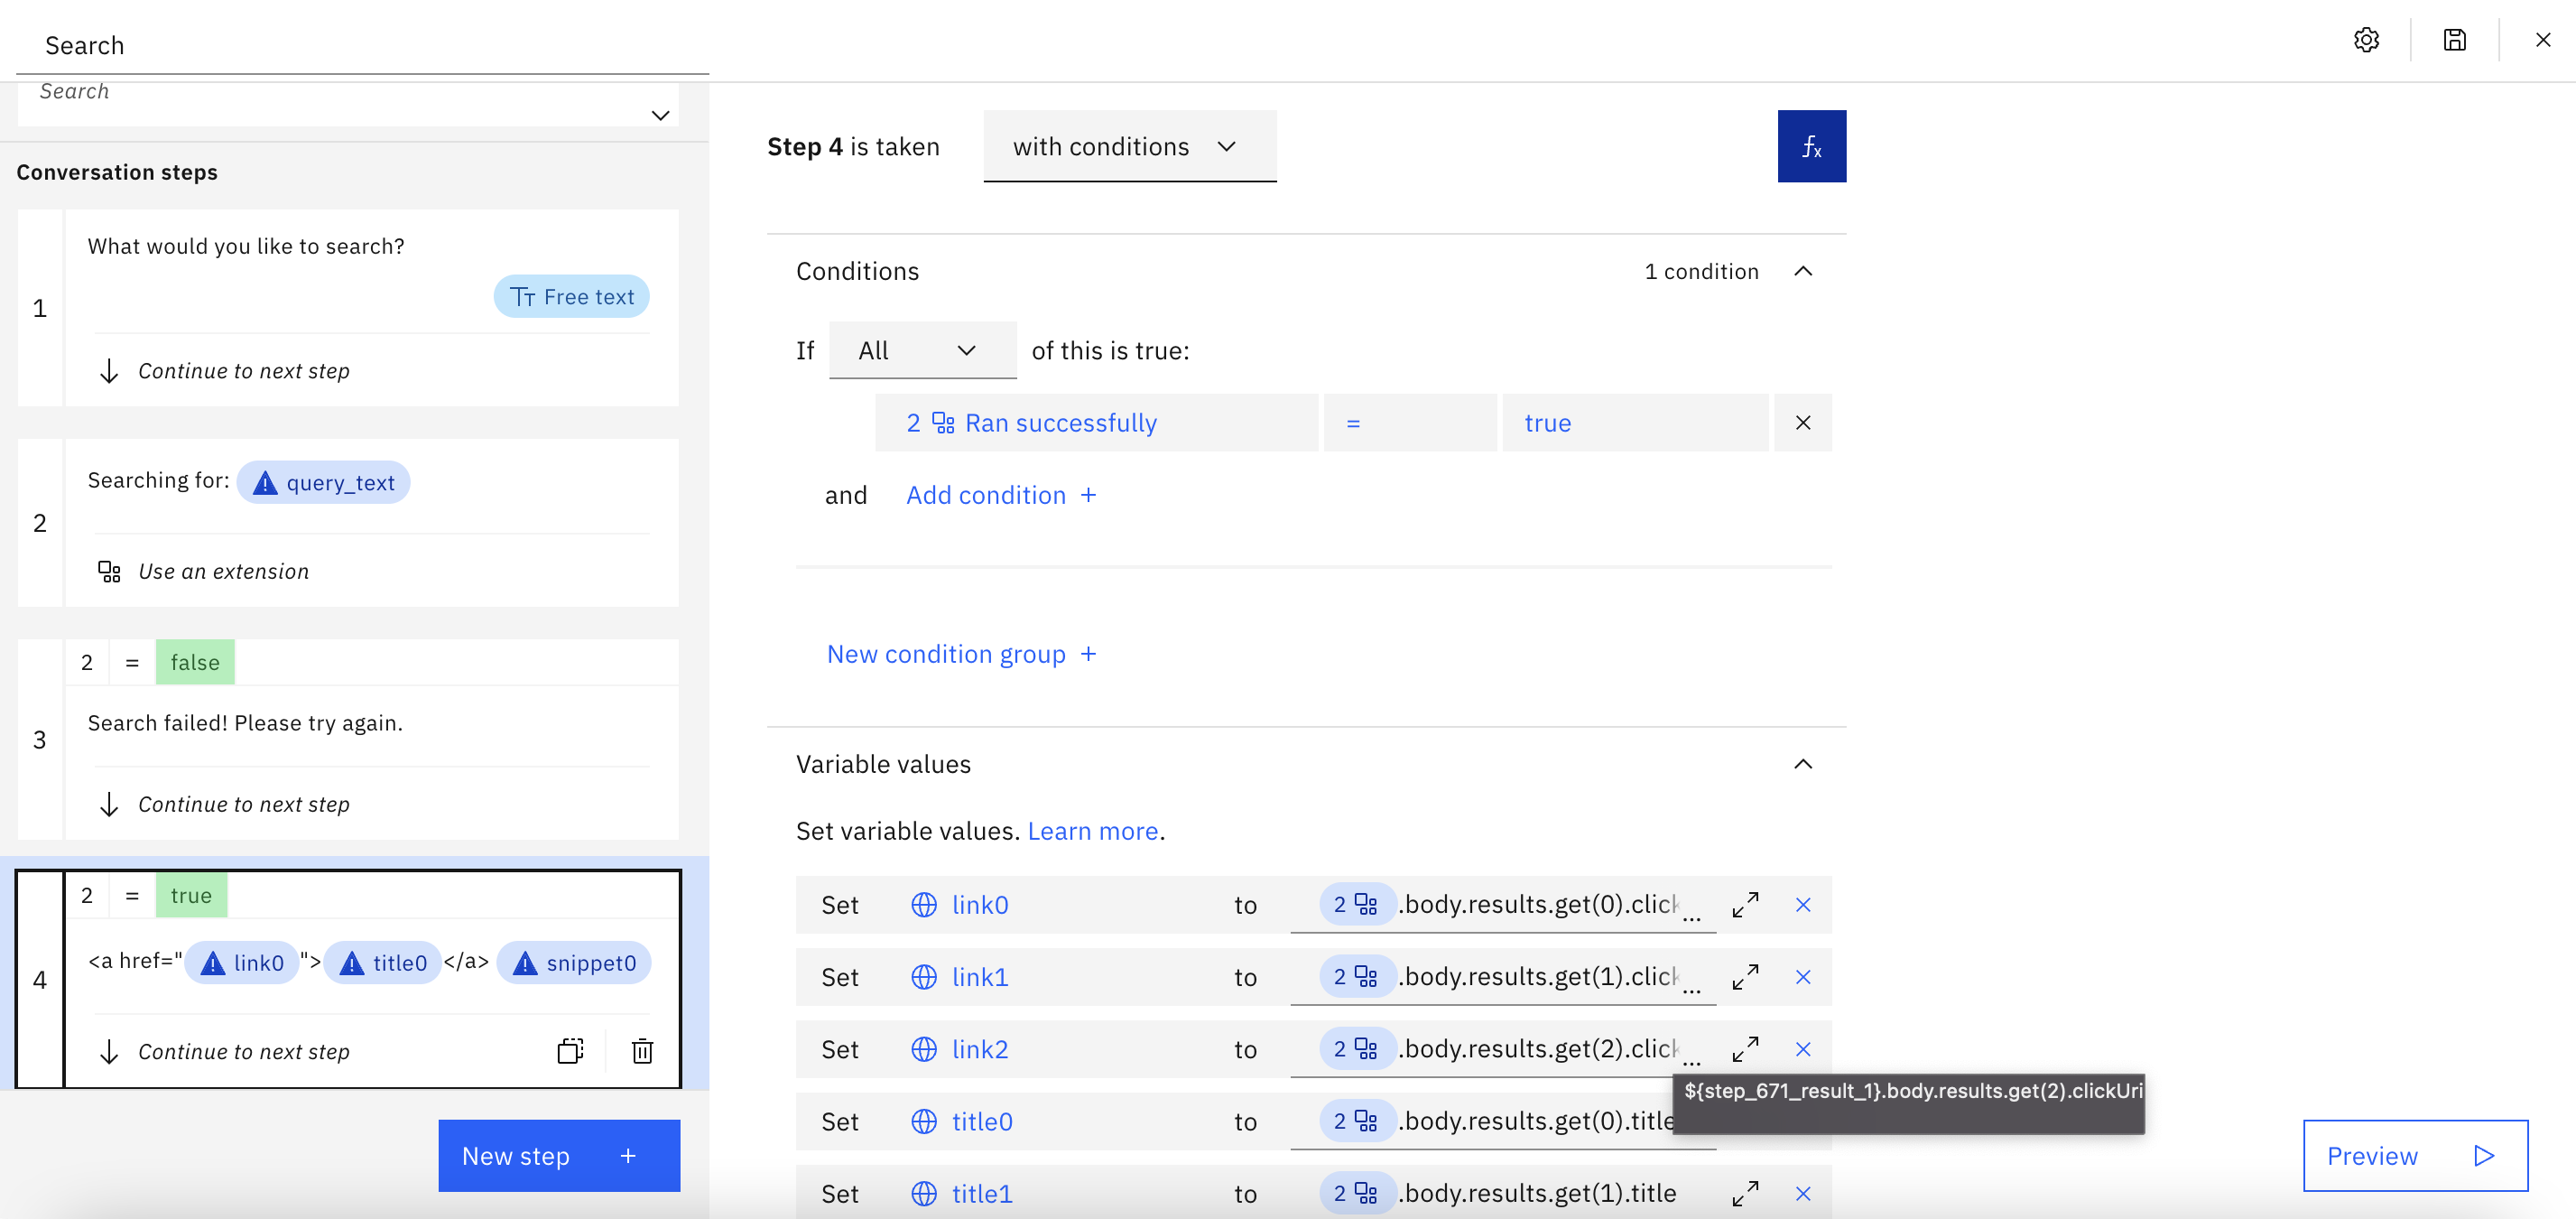 Search
Search
Conversation steps
1
What would you like to search?
Free text
Continue to next step
2
Searching for: query_text
Use an extension
3
2 = false
Search failed! Please try again.
Continue to next step
4
2 = true
<a href="link0">title0</a> snippet0
Continue to next step
New step +
Step 4 is taken with conditions
fx
Conditions 1 condition
If All of this is true:
2 Ran successfully = true
and Add condition +
New condition group +
Variable values
Set variable values. Learn more.
Set link0 to 2 .body.results.get(0).click...
Set link1 to 2 .body.results.get(1).click...
Set link2 to 2 .body.results.get(2).click...
${step_671_result_1}.body.results.get(2).clickUri
Set title0 to 2 .body.results.get(0).title
Set title1 to 2 .body.results.get(1).title
Preview